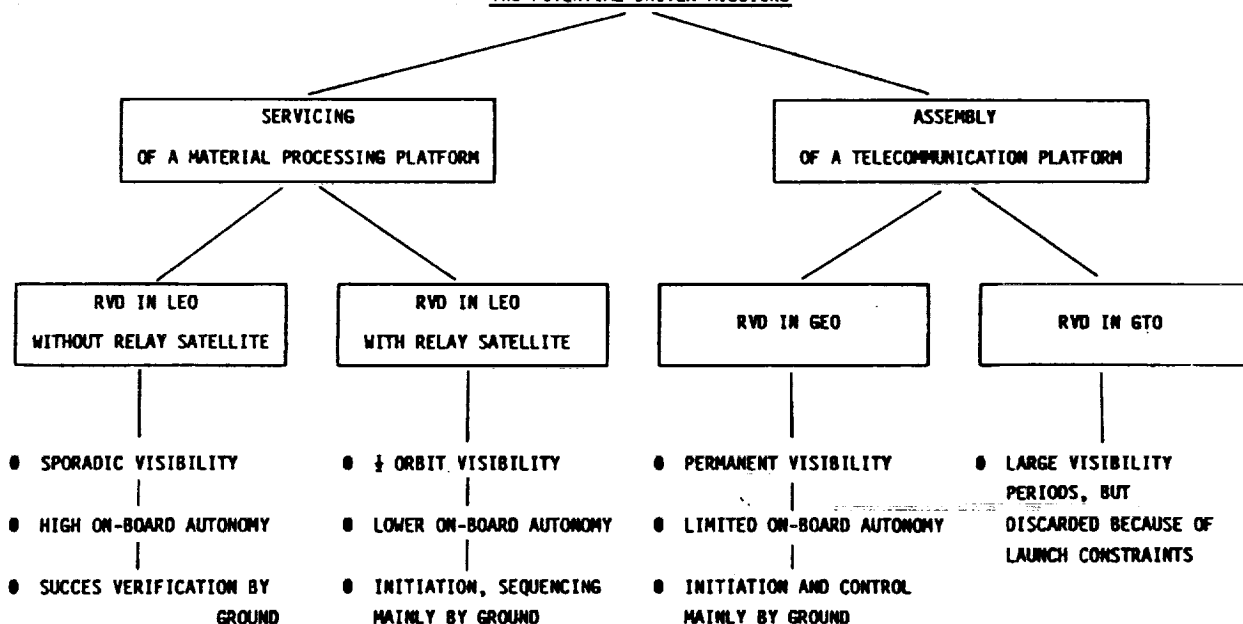 THE POTENTIAL DRIVER MISSIONS
SERVICING
OF A MATERIAL PROCESSING PLATFORM
ASSEMBLY
OF A TELECOMMUNICATION PLATFORM
RVD IN LEO
WITHOUT RELAY SATELLITE
RVD IN LEO
WITH RELAY SATELLITE
RVD IN GEO
RVD IN GTO
● SPORADIC VISIBILITY
● HIGH ON-BOARD AUTONOMY
● SUCCES VERIFICATION BY
GROUND
● ½ ORBIT VISIBILITY
● LOWER ON-BOARD AUTONOMY
● INITIATION, SEQUENCING
MAINLY BY GROUND
● PERMANENT VISIBILITY
● LIMITED ON-BOARD AUTONOMY
● INITIATION AND CONTROL
MAINLY BY GROUND
● LARGE VISIBILITY
PERIODS, BUT
DISCARDED BECAUSE OF
LAUNCH CONSTRAINTS